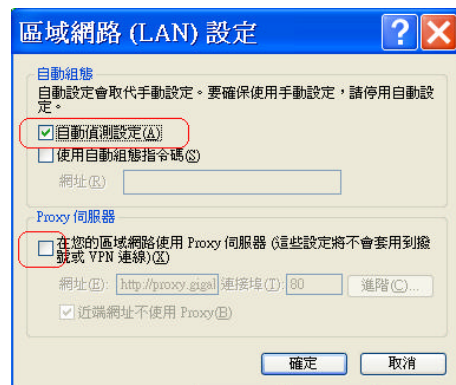 區域網路 (LAN) 設定
自動組態
自動設定會取代手動設定。要確保使用手動設定，請停用自動設
定。
自動偵測設定(A)
使用自動組態指令碼(S)
網址(R)
Proxy 伺服器
在您的區域網路使用 Proxy 伺服器 (這些設定將不會套用到撥
號或 VPN 連線)(X)
網址(E): http://proxy.gigal 連接埠(T): 80 進階(C)...
近端網址不使用 Proxy(B)
確定 取消